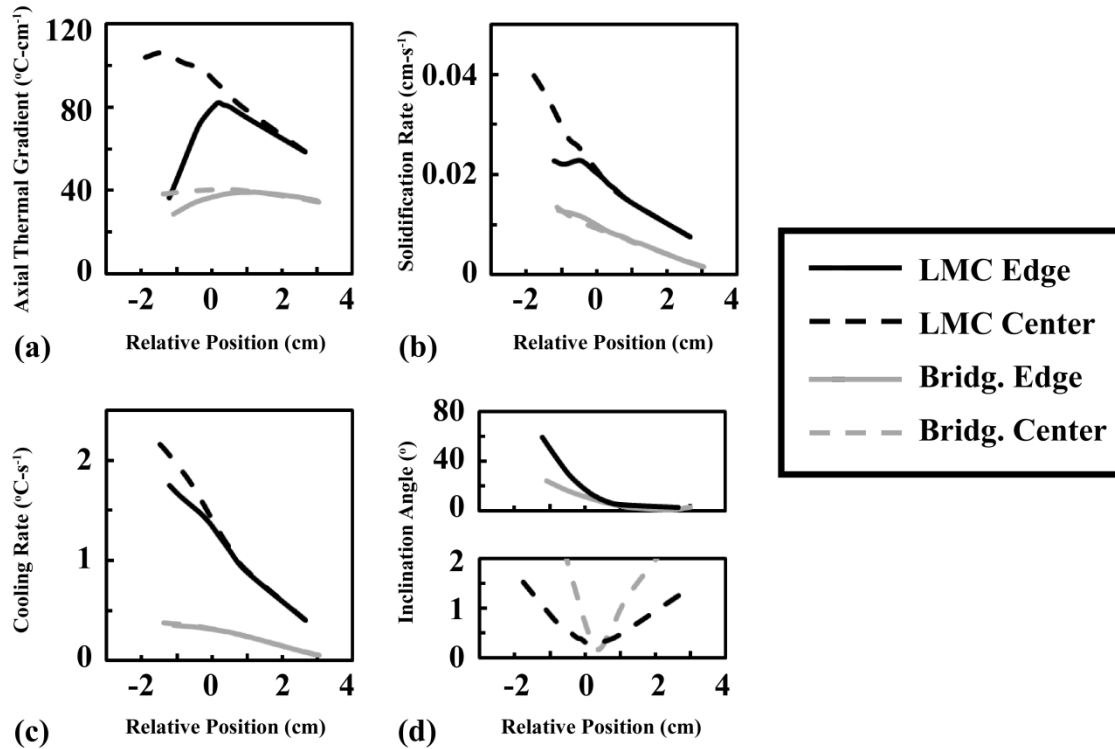 Axial Thermal Gradient (ºC-cm⁻¹)
120
80
40
0
-2 0 2 4
Relative Position (cm)
(a)
Solidification Rate (cm-s⁻¹)
0.04
0.02
0
-2 0 2 4
Relative Position (cm)
(b)
LMC Edge
LMC Center
Bridg. Edge
Bridg. Center
Cooling Rate (ºC-s⁻¹)
2
1
0
-2 0 2 4
Relative Position (cm)
(c)
Inclination Angle (º)
80
40
0
2
1
0
-2 0 2 4
Relative Position (cm)
(d)